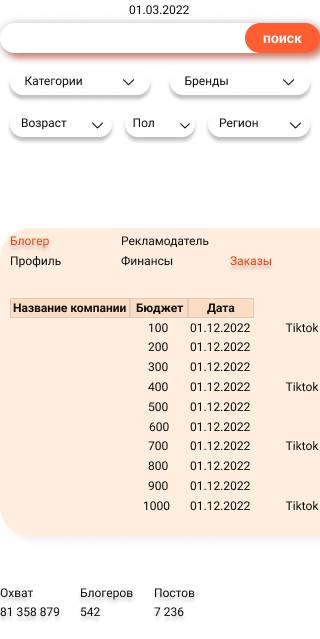 01.03.2022
поиск
Категории Бренды
Возраст Пол Регион
Блогер Рекламодатель
Профиль Финансы Заказы
Название компании Бюджет Дата
100 01.12.2022 Tiktok
200 01.12.2022
300 01.12.2022
400 01.12.2022 Tiktok
500 01.12.2022
600 01.12.2022
700 01.12.2022 Tiktok
800 01.12.2022
900 01.12.2022
1000 01.12.2022 Tiktok
Охват Блогеров Постов
81 358 879 542 7 236